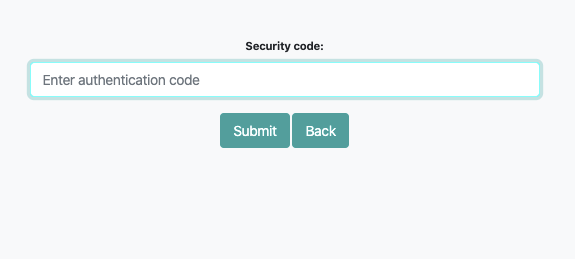 Security code:
Enter authentication code
Submit Back